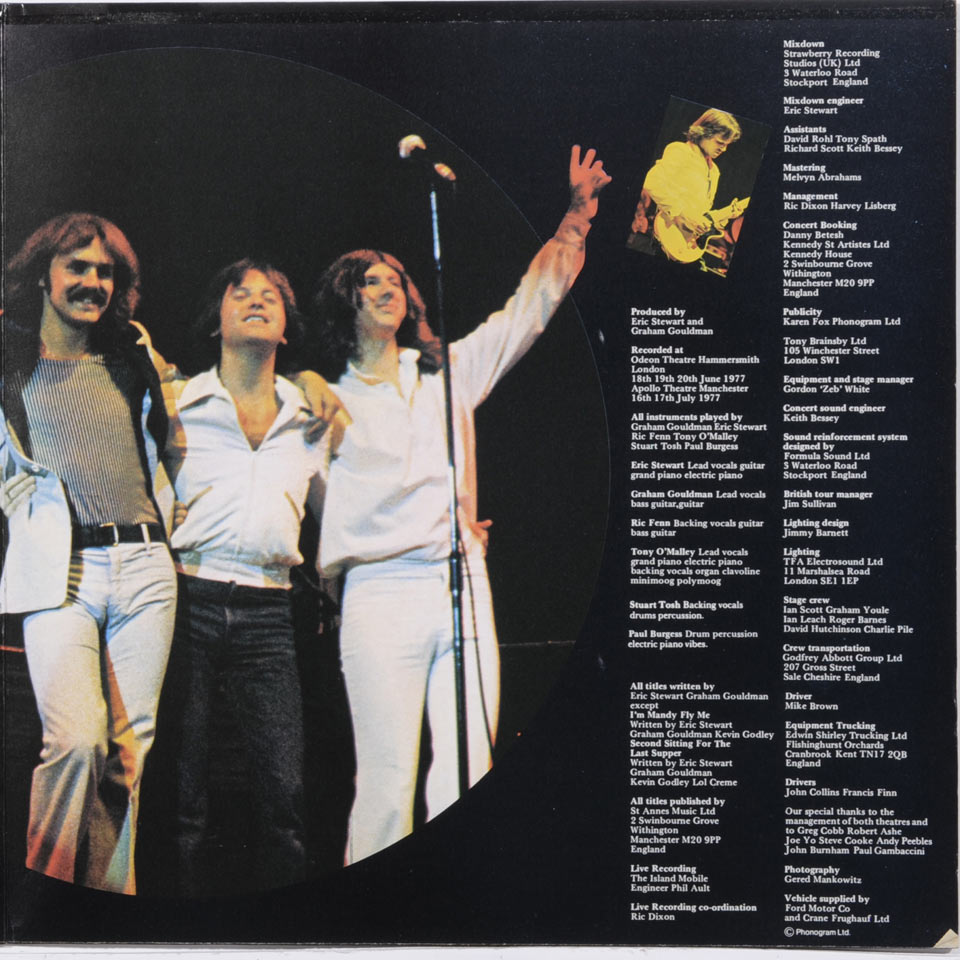 Produced by
Eric Stewart and
Graham Gouldman
Recorded at
Odeon Theatre Hammersmith
London
18th 19th 20th June 1977
Apollo Theatre Manchester
16th 17th July 1977
All instruments played by
Graham Gouldman Eric Stewart
Ric Fenn Tony O'Malley
Stuart Tosh Paul Burgess
Eric Stewart Lead vocals guitar
grand piano electric piano
Graham Gouldman Lead vocals
bass guitar,guitar
Ric Fenn Backing vocals guitar
bass guitar
Tony O'Malley Lead vocals
grand piano electric piano
backing vocals organ clavoline
minimoog polymoog
Stuart Tosh Backing vocals
drums percussion.
Paul Burgess Drum percussion
electric piano vibes.
All titles written by
Eric Stewart Graham Gouldman
except
I'm Mandy Fly Me
Written by Eric Stewart
Graham Gouldman Kevin Godley
Second Sitting For The
Last Supper
Written by Eric Stewart
Graham Gouldman
Kevin Godley Lol Creme
All titles published by
St Annes Music Ltd
2 Swinbourne Grove
Withington
Manchester M20 9PP
England
Live Recording
The Island Mobile
Engineer Phil Ault
Live Recording co-ordination
Ric Dixon
Mixdown
Strawberry Recording
Studios (UK) Ltd
3 Waterloo Road
Stockport England
Mixdown engineer
Eric Stewart
Assistants
David Rohl Tony Spath
Richard Scott Keith Bessey
Mastering
Melvyn Abrahams
Management
Ric Dixon Harvey Lisberg
Concert Booking
Danny Betesh
Kennedy St Artistes Ltd
Kennedy House
2 Swinbourne Grove
Withington
Manchester M20 9PP
England
Publicity
Karen Fox Phonogram Ltd
Tony Brainsby Ltd
105 Winchester Street
London SW1
Equipment and stage manager
Gordon 'Zeb' White
Concert sound engineer
Keith Bessey
Sound reinforcement system
designed by
Formula Sound Ltd
3 Waterloo Road
Stockport England
British tour manager
Jim Sullivan
Lighting design
Jimmy Barnett
Lighting
TFA Electrosound Ltd
11 Marshalsea Road
London SE1 1EP
Stage crew
Ian Scott Graham Youle
Ian Leach Roger Barnes
David Hutchinson Charlie Pile
Crew transportation
Godfrey Abbott Group Ltd
207 Gross Street
Sale Cheshire England
Driver
Mike Brown
Equipment Trucking
Edwin Shirley Trucking Ltd
Flishinghurst Orchards
Cranbrook Kent TN17 2QB
England
Drivers
John Collins Francis Finn
Our special thanks to the
management of both theatres and
to Greg Cobb Robert Ashe
Joe Yo Steve Cooke Andy Peebles
John Burnham Paul Gambaccini
Photography
Gered Mankowitz
Vehicle supplied by
Ford Motor Co
and Crane Frughauf Ltd
© Phonogram Ltd.